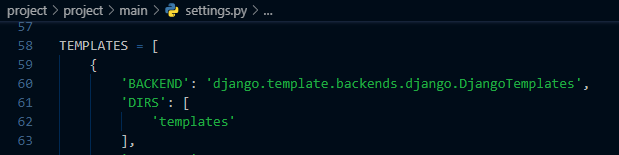 project > project > main > settings.py > ...
57
58 TEMPLATES = [
59     {
60         'BACKEND': 'django.template.backends.django.DjangoTemplates',
61         'DIRS': [
62             'templates'
63         ],